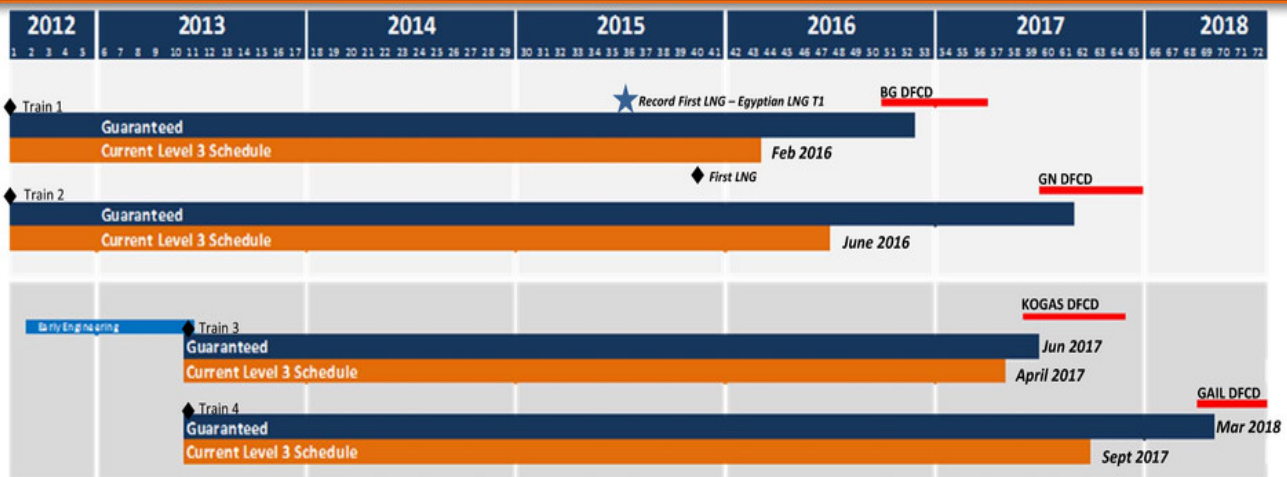 2012 2013 2014 2015 2016 2017 2018
1 2 3 4 5 6 7 8 9 10 11 12 13 14 15 16 17 18 19 20 21 22 23 24 25 26 27 28 29 30 31 32 33 34 35 36 37 38 39 40 41 42 43 44 45 46 47 48 49 50 51 52 53 54 55 56 57 58 59 60 61 62 63 64 65 66 67 68 69 70 71 72
BG DFCD
Train 1
Record First LNG – Egyptian LNG T1
Guaranteed
Current Level 3 Schedule
Feb 2016
First LNG
GN DFCD
Train 2
Guaranteed
Current Level 3 Schedule
June 2016
KOGAS DFCD
Early Engineering
Train 3
Guaranteed
Jun 2017
Current Level 3 Schedule
April 2017
GAIL DFCD
Train 4
Guaranteed
Mar 2018
Current Level 3 Schedule
Sept 2017